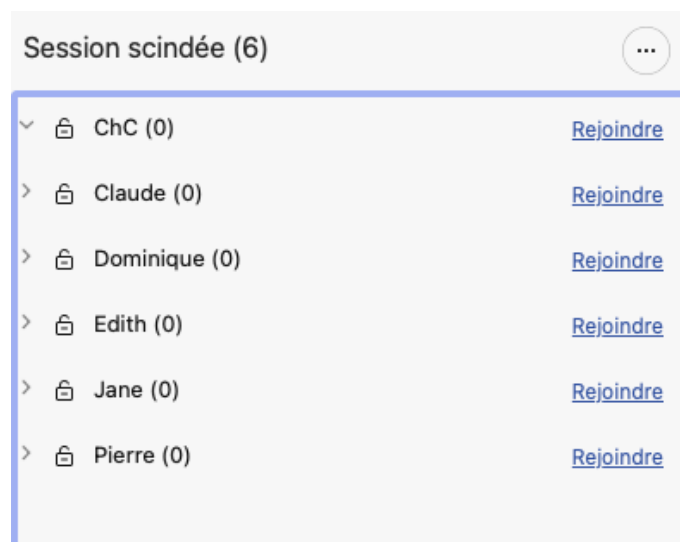 Session scindée (6)
ChC (0) Rejoindre
Claude (0) Rejoindre
Dominique (0) Rejoindre
Edith (0) Rejoindre
Jane (0) Rejoindre
Pierre (0) Rejoindre